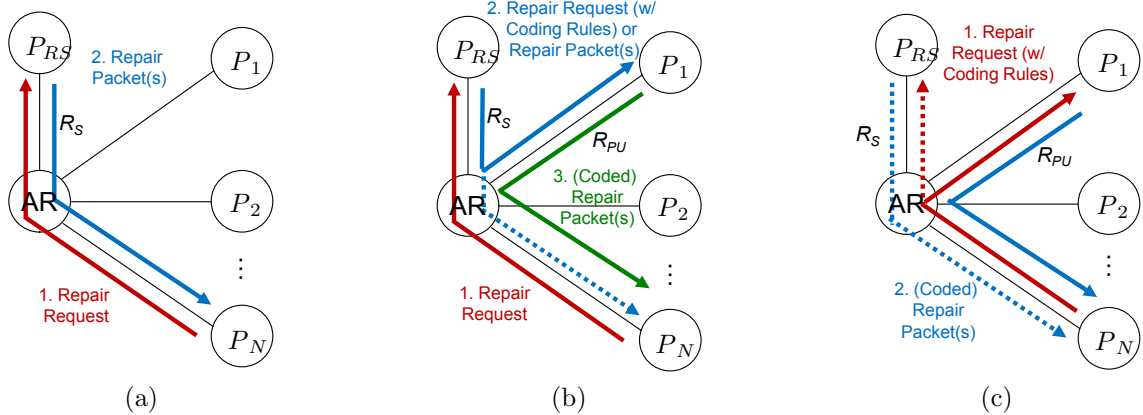 P_RS
2. Repair
Packet(s)
P_1
R_S
AR
P_2
⋮
1. Repair
Request
P_N
(a)
2. Repair Request (w/
Coding Rules) or
Repair Packet(s)
P_RS
P_1
R_S
R_PU
3. (Coded)
Repair
Packet(s)
AR
P_2
⋮
1. Repair
Request
P_N
(b)
1. Repair
Request (w/
Coding Rules)
P_RS
P_1
R_S
R_PU
AR
P_2
⋮
2. (Coded)
Repair
Packet(s)
P_N
(c)